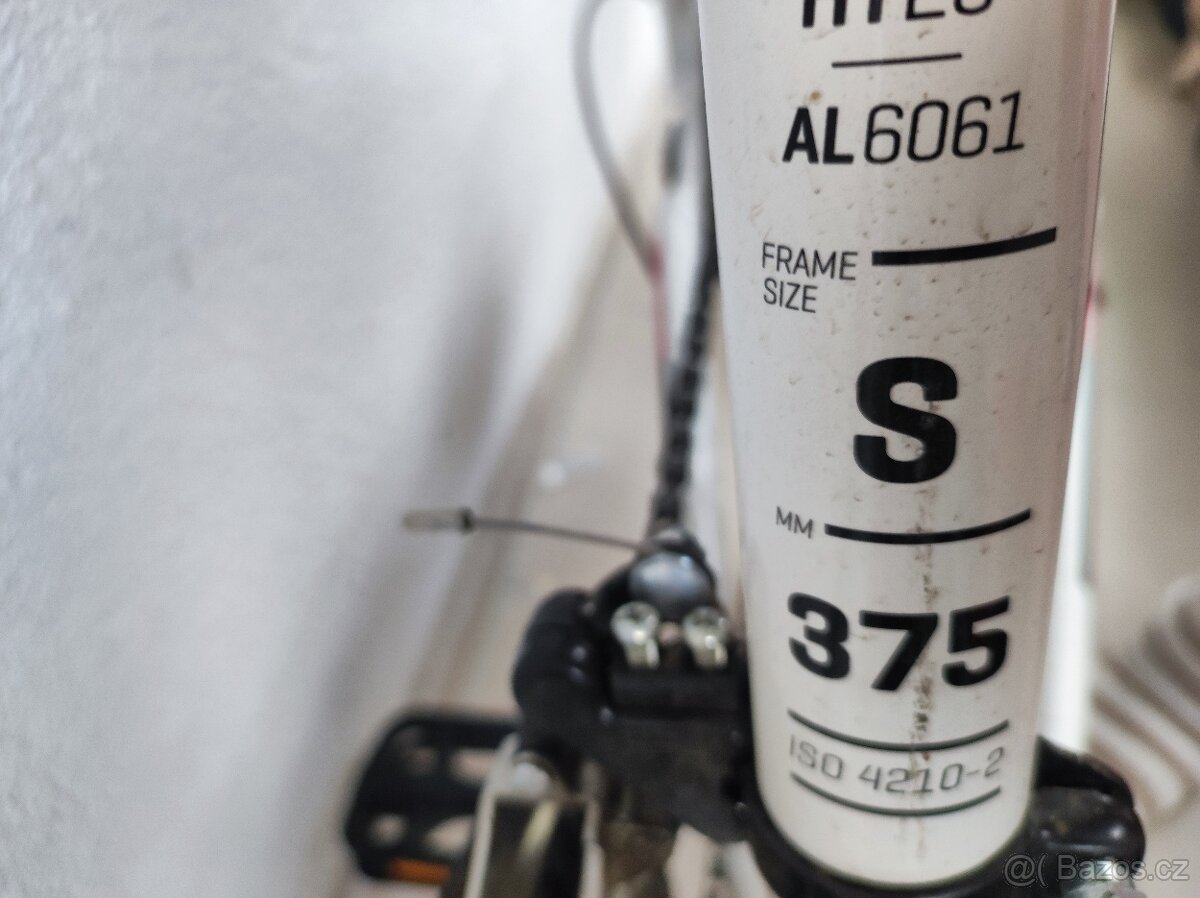 AL6061
FRAME
SIZE
S
MM
375
ISO 4210-2
@( Bazos.cz